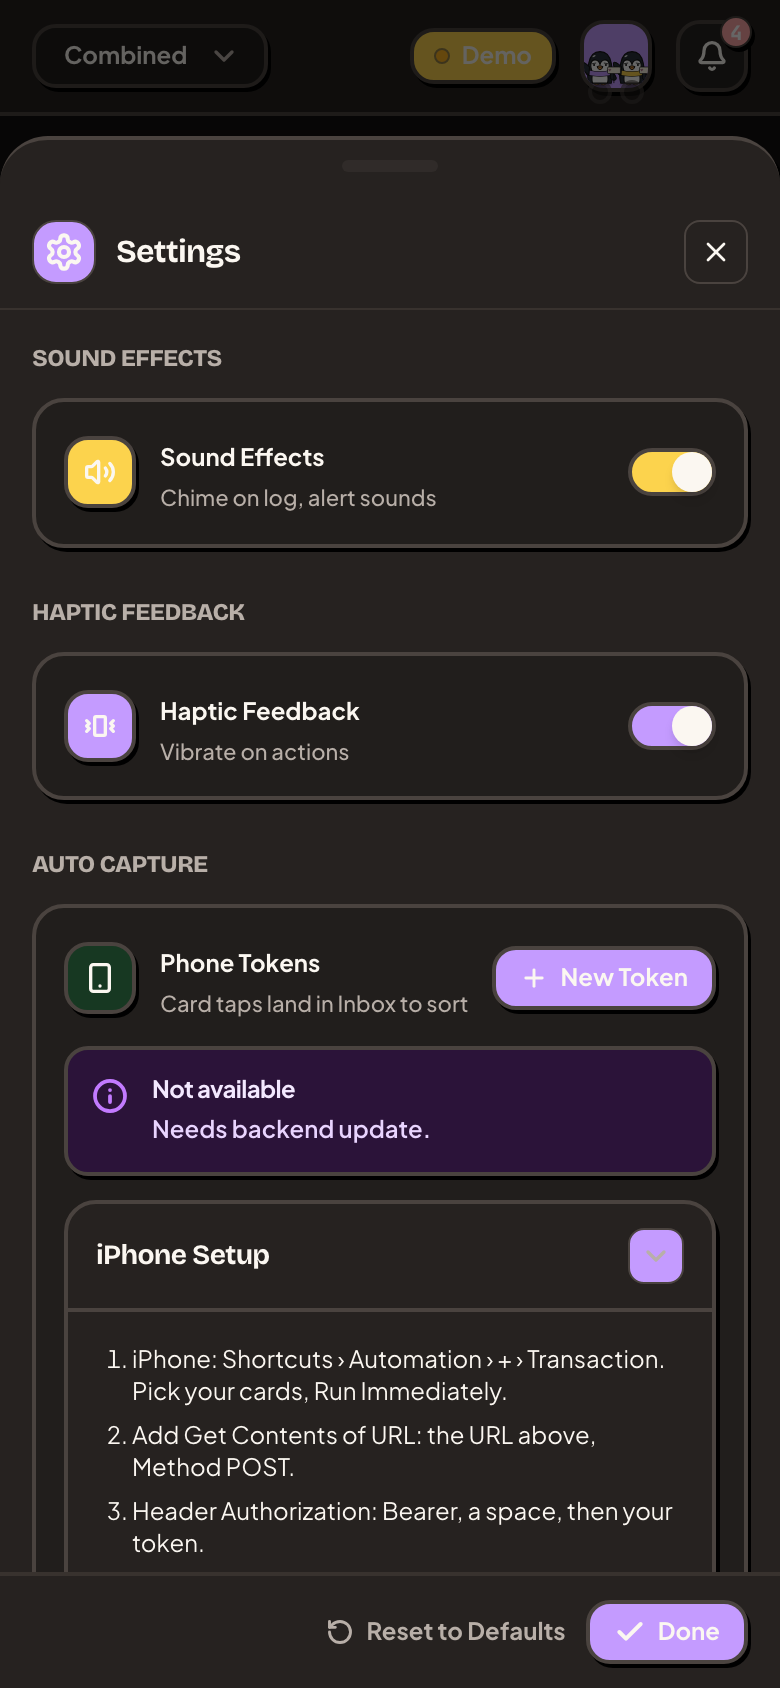 Combined
Demo
4
Settings
SOUND EFFECTS
Sound Effects
Chime on log, alert sounds
HAPTIC FEEDBACK
Haptic Feedback
Vibrate on actions
AUTO CAPTURE
Phone Tokens
Card taps land in Inbox to sort
+ New Token
Not available
Needs backend update.
iPhone Setup
1. iPhone: Shortcuts › Automation › + › Transaction.
Pick your cards, Run Immediately.
2. Add Get Contents of URL: the URL above,
Method POST.
3. Header Authorization: Bearer, a space, then your
token.
Reset to Defaults
Done